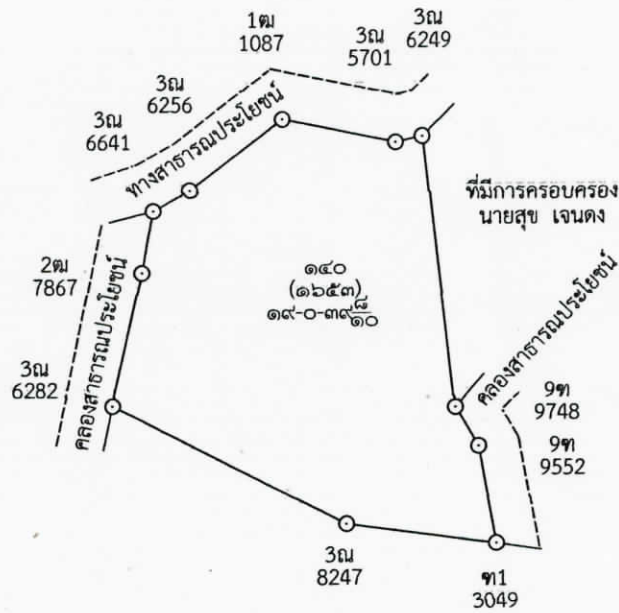 1ฒ
1087
3ณ
5701
3ณ
6249
3ณ
6256
3ณ
6641
ทางสาธารณประโยชน์
ที่มีการครอบครอง
นายสุข เจนดง
2ฒ
7867
คลองสาธารณประโยชน์
๑๔๐
(๑๖๕๓)
๑๙-๐-๓๙ ๘/๑๐
คลองสาธารณประโยชน์
3ณ
6282
9ฑ
9748
9ฑ
9552
3ณ
8247
ฑ1
3049